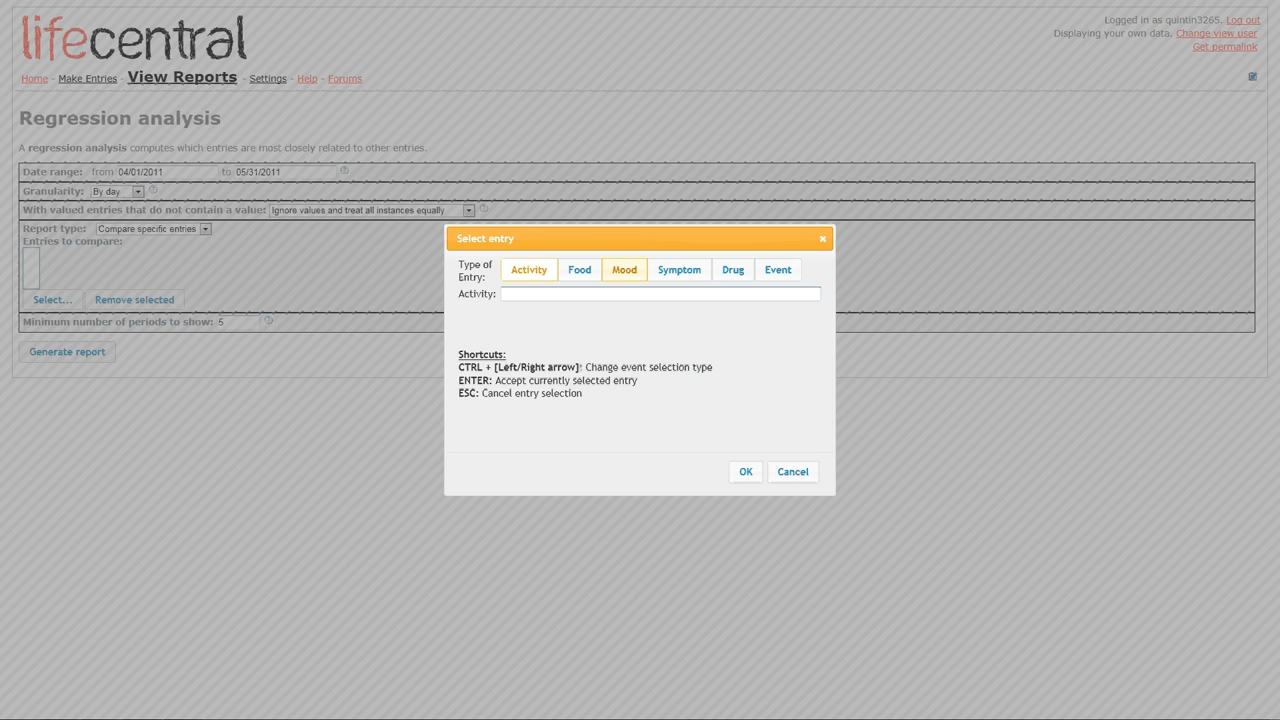 lifecentral
Logged in as quintin3265. Log out
Displaying your own data. Change view user
Get permalink
Home - Make Entries - View Reports - Settings - Help - Forums
Regression analysis
A regression analysis computes which entries are most closely related to other entries.
Date range: from 04/01/2011 to 05/31/2011
Granularity: By day
With valued entries that do not contain a value: Ignore values and treat all instances equally
Report type: Compare specific entries
Entries to compare:
Select... Remove selected
Minimum number of periods to show: 5
Generate report
Select entry
Type of Entry: Activity Food Mood Symptom Drug Event
Activity:
Shortcuts:
CTRL + [Left/Right arrow]: Change event selection type
ENTER: Accept currently selected entry
ESC: Cancel entry selection
OK Cancel